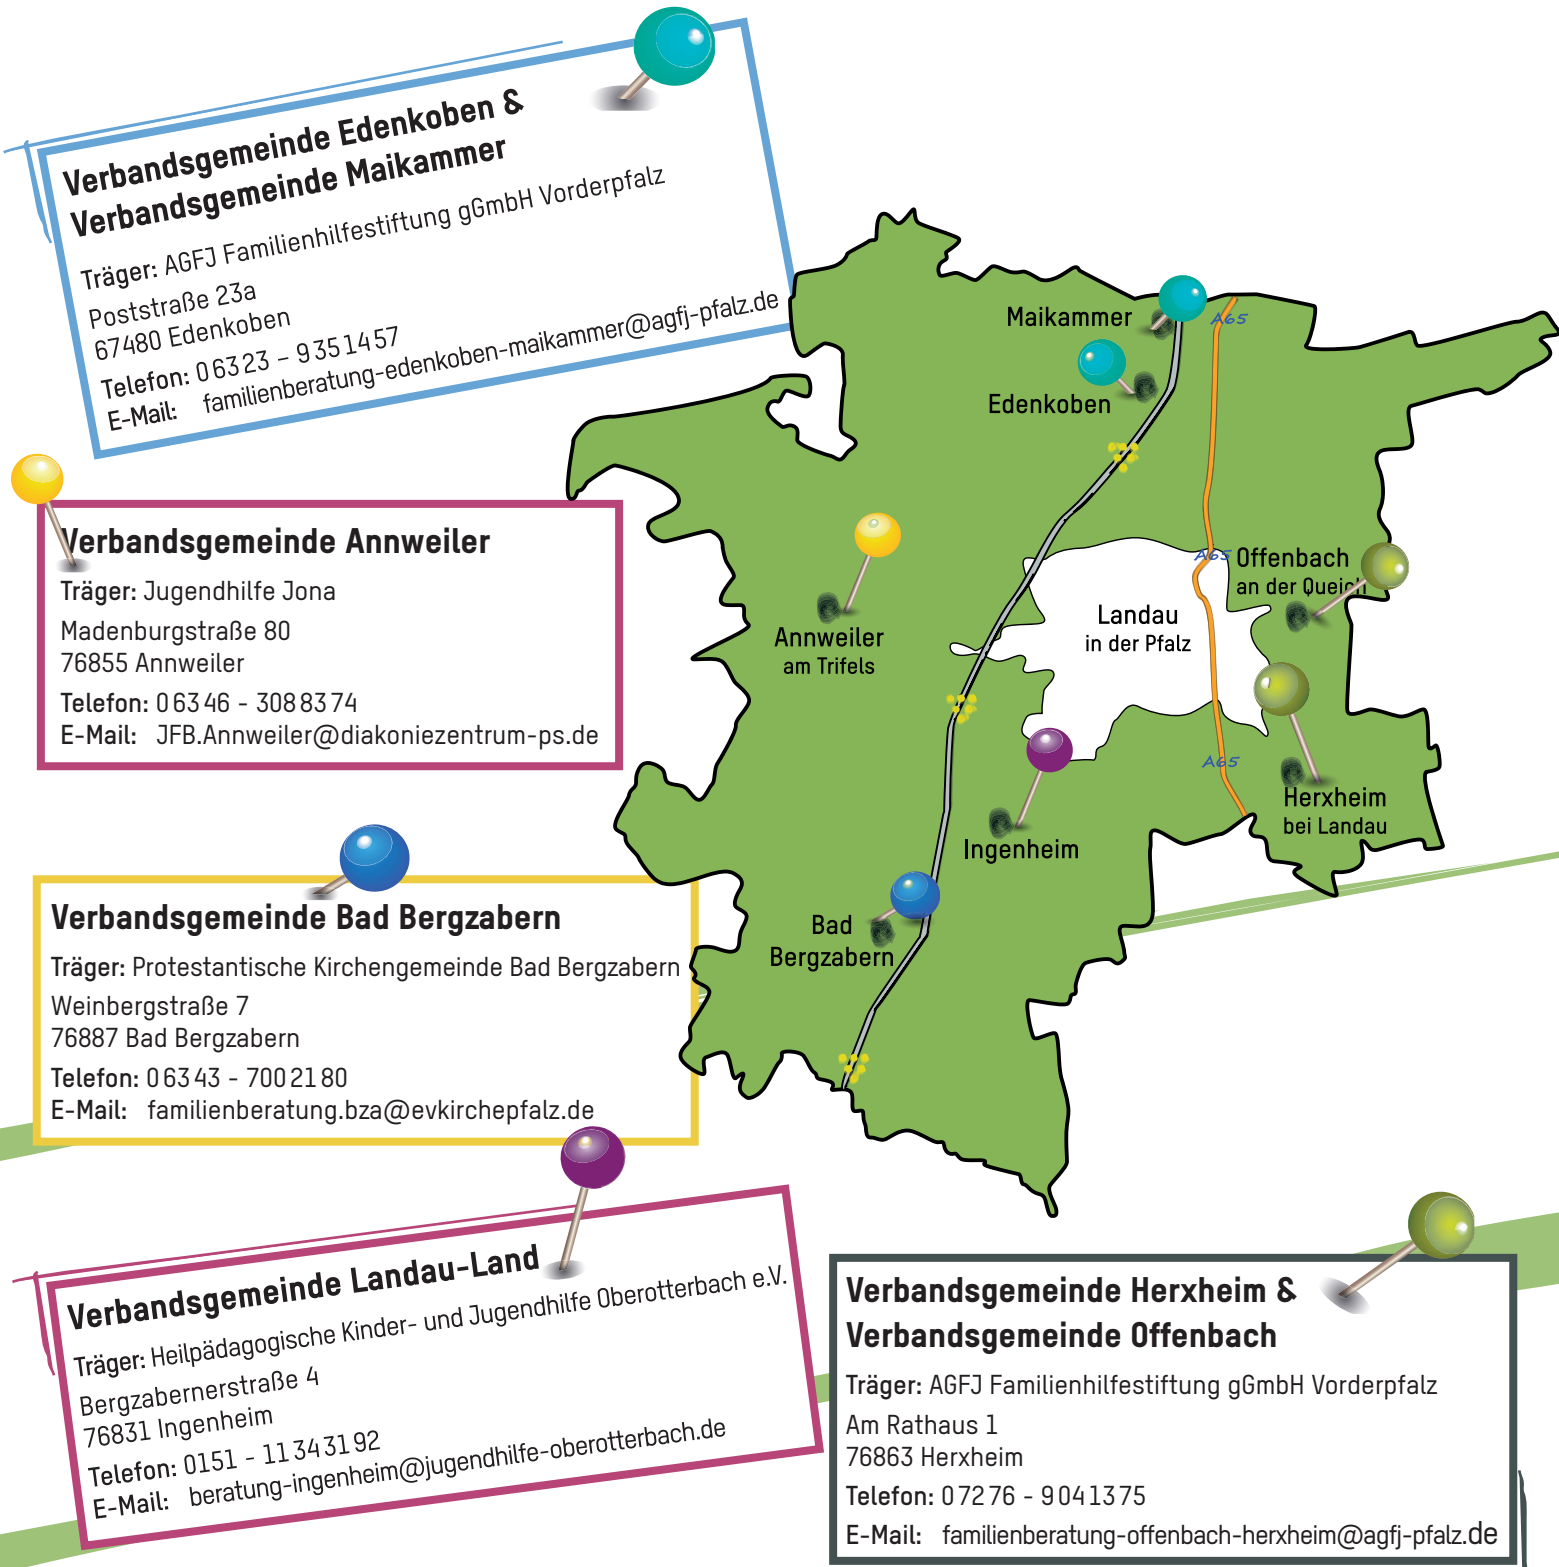 Verbandsgemeinde Edenkoben &
Verbandsgemeinde Maikammer
Träger: AGFJ Familienhilfestiftung gGmbH Vorderpfalz
Poststraße 23a
67480 Edenkoben
Telefon: 06323 – 9351457
E-Mail: familienberatung-edenkoben-maikammer@agfj-pfalz.de
Verbandsgemeinde Annweiler
Träger: Jugendhilfe Jona
Madenburgstraße 80
76855 Annweiler
Telefon: 06346 - 3088374
E-Mail: JFB.Annweiler@diakoniezentrum-ps.de
Verbandsgemeinde Bad Bergzabern
Träger: Protestantische Kirchengemeinde Bad Bergzabern
Weinbergstraße 7
76887 Bad Bergzabern
Telefon: 06343 - 7002180
E-Mail: familienberatung.bza@evkirchepfalz.de
Verbandsgemeinde Landau-Land
Träger: Heilpädagogische Kinder- und Jugendhilfe Oberotterbach e.V.
Bergzabernerstraße 4
76831 Ingenheim
Telefon: 0151 - 11343192
E-Mail: beratung-ingenheim@jugendhilfe-oberotterbach.de
Verbandsgemeinde Herxheim &
Verbandsgemeinde Offenbach
Träger: AGFJ Familienhilfestiftung gGmbH Vorderpfalz
Am Rathaus 1
76863 Herxheim
Telefon: 07276 - 9041375
E-Mail: familienberatung-offenbach-herxheim@agfj-pfalz.de
Maikammer
A65
Edenkoben
A65
Offenbach
an der Queich
Annweiler
am Trifels
Landau
in der Pfalz
A65
Herxheim
bei Landau
Ingenheim
Bad
Bergzabern